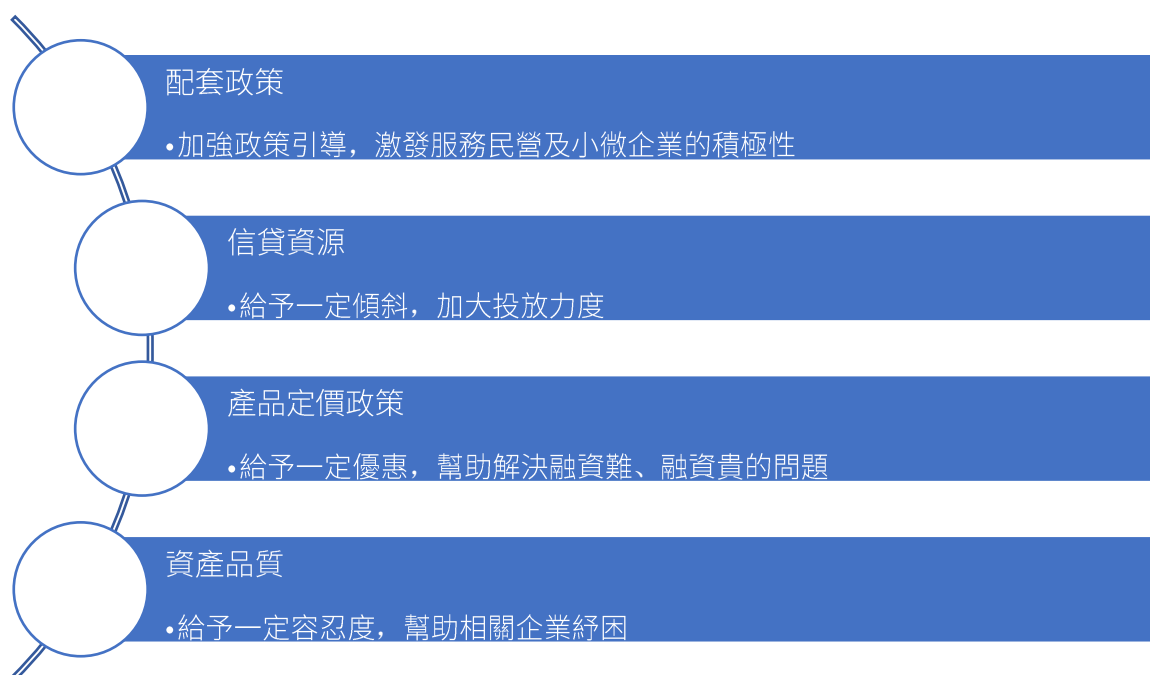 配套政策
•加強政策引導，激發服務民營及小微企業的積極性
信貸資源
•給予一定傾斜，加大投放力度
產品定價政策
•給予一定優惠，幫助解決融資難、融資貴的問題
資產品質
•給予一定容忍度，幫助相關企業紓困